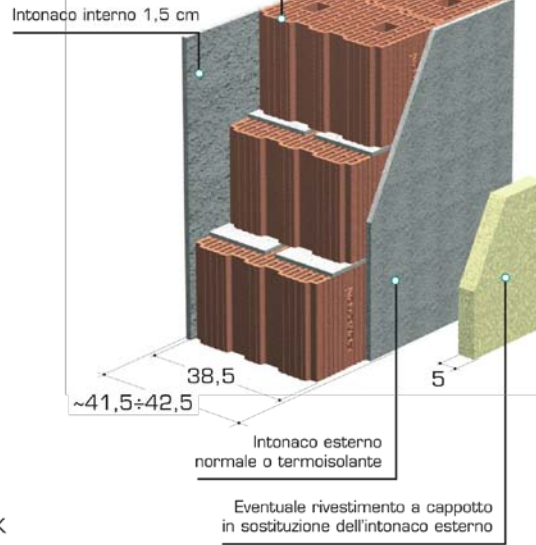 Intonaco interno 1,5 cm
38,5
~41,5÷42,5
5
Intonaco esterno
normale o termoisolante
Eventuale rivestimento a cappotto
in sostituzione dell'intonaco esterno